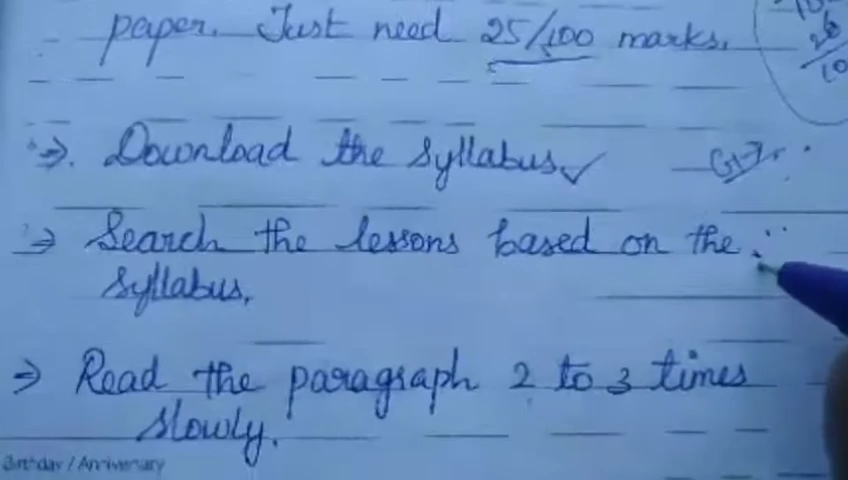 paper. Just need 25/100 marks.
⇒. Download the syllabus ✓
⇒ Search the lessons based on the
syllabus.
⇒ Read the paragraph 2 to 3 times
slowly.
Birthday / Anniversary